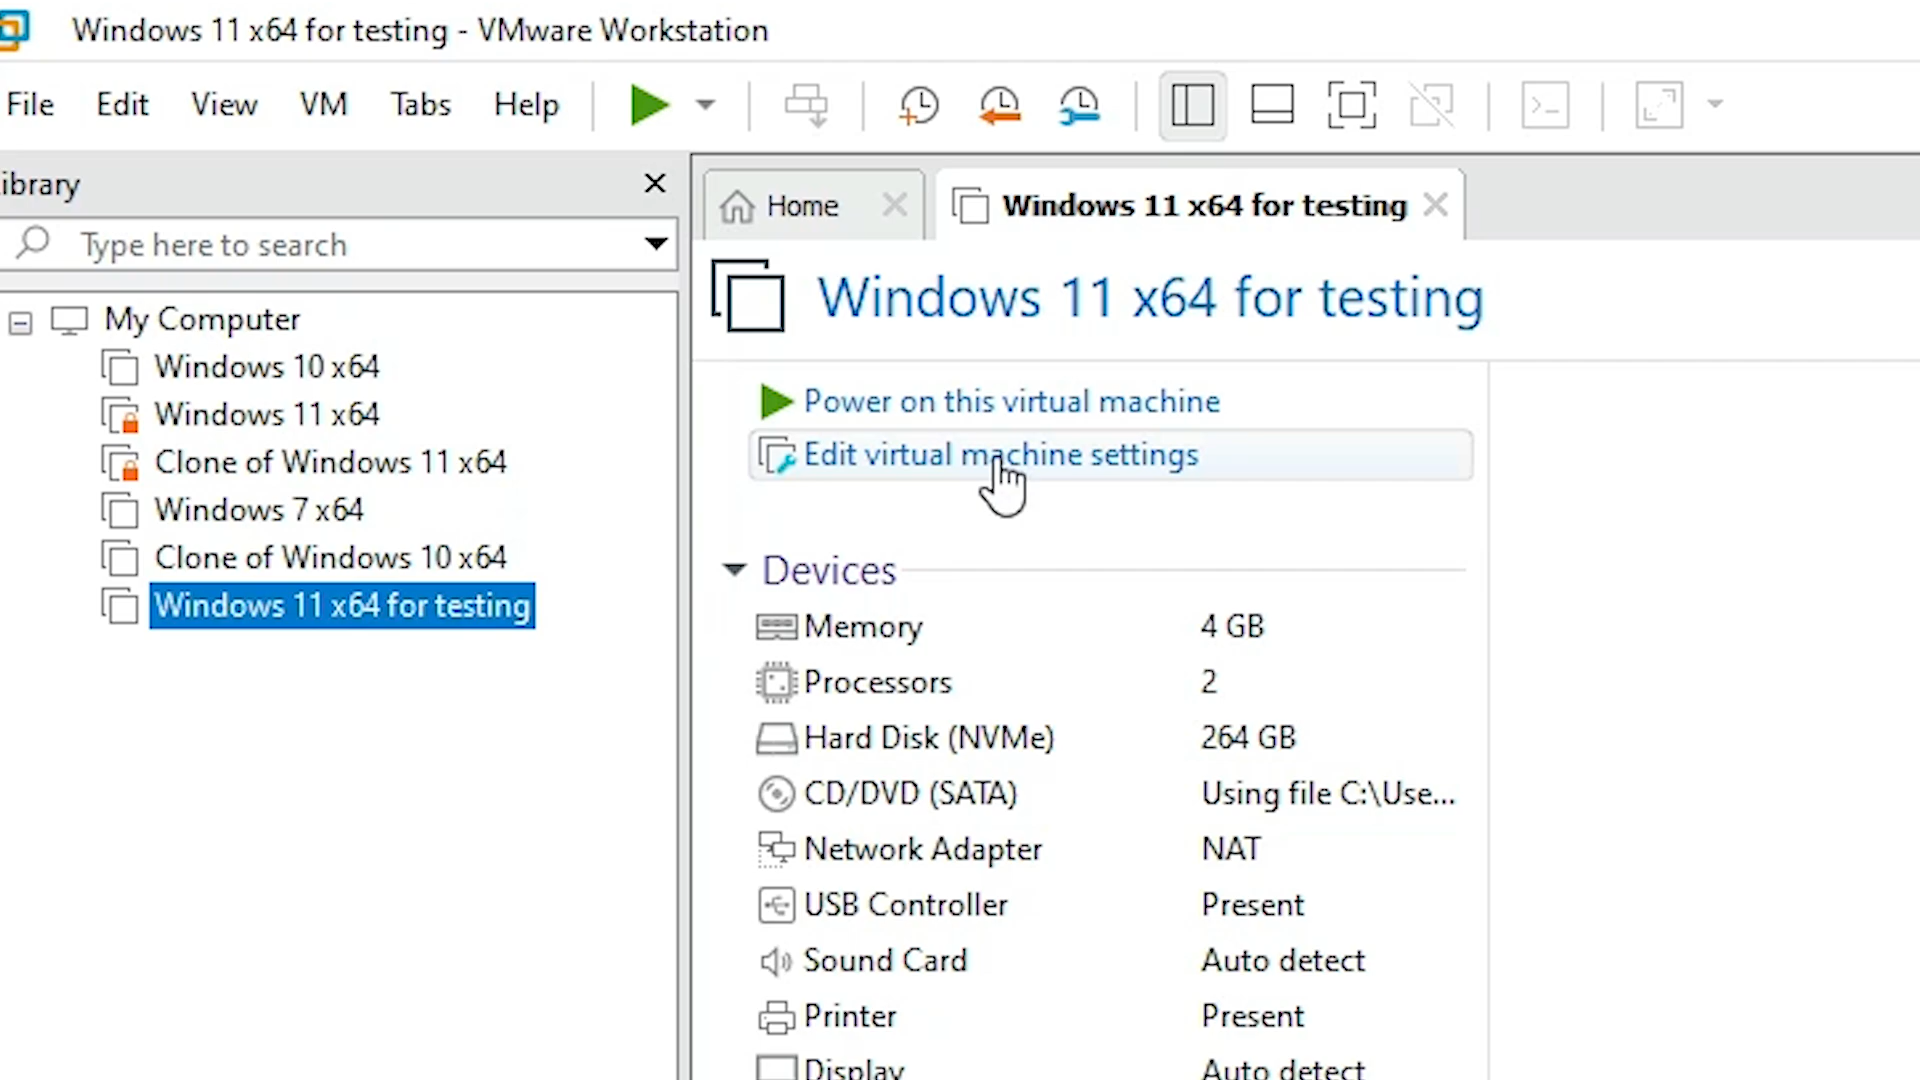 Windows 11 x64 for testing - VMware Workstation
File Edit View VM Tabs Help
ibrary
Type here to search
My Computer
Windows 10 x64
Windows 11 x64
Clone of Windows 11 x64
Windows 7 x64
Clone of Windows 10 x64
Windows 11 x64 for testing
Home
Windows 11 x64 for testing
Windows 11 x64 for testing
Power on this virtual machine
Edit virtual machine settings
Devices
Memory 4 GB
Processors 2
Hard Disk (NVMe) 264 GB
CD/DVD (SATA) Using file C:\Use...
Network Adapter NAT
USB Controller Present
Sound Card Auto detect
Printer Present
Display Auto detect